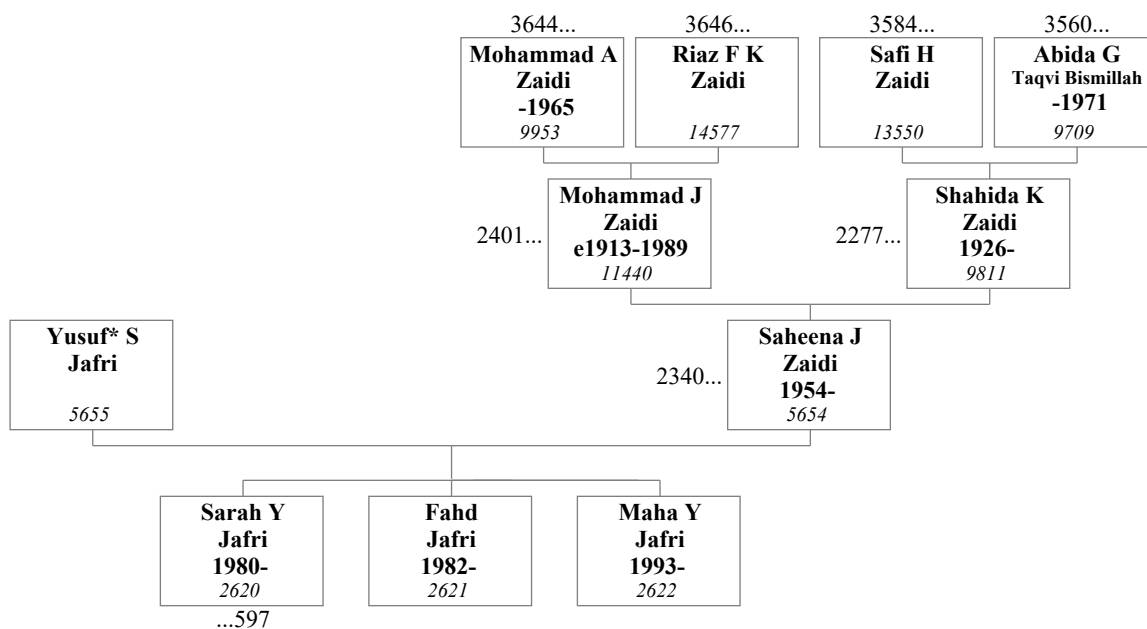 3644...
3646...
3584...
3560...
Mohammad A
Zaidi
-1965
9953
Riaz F K
Zaidi
14577
Safi H
Zaidi
13550
Abida G
Taqvi Bismillah
-1971
9709
2401...
Mohammad J
Zaidi
e1913-1989
11440
2277...
Shahida K
Zaidi
1926-
9811
Yusuf* S
Jafri
5655
2340...
Saheena J
Zaidi
1954-
5654
Sarah Y
Jafri
1980-
2620
...597
Fahd
Jafri
1982-
2621
Maha Y
Jafri
1993-
2622